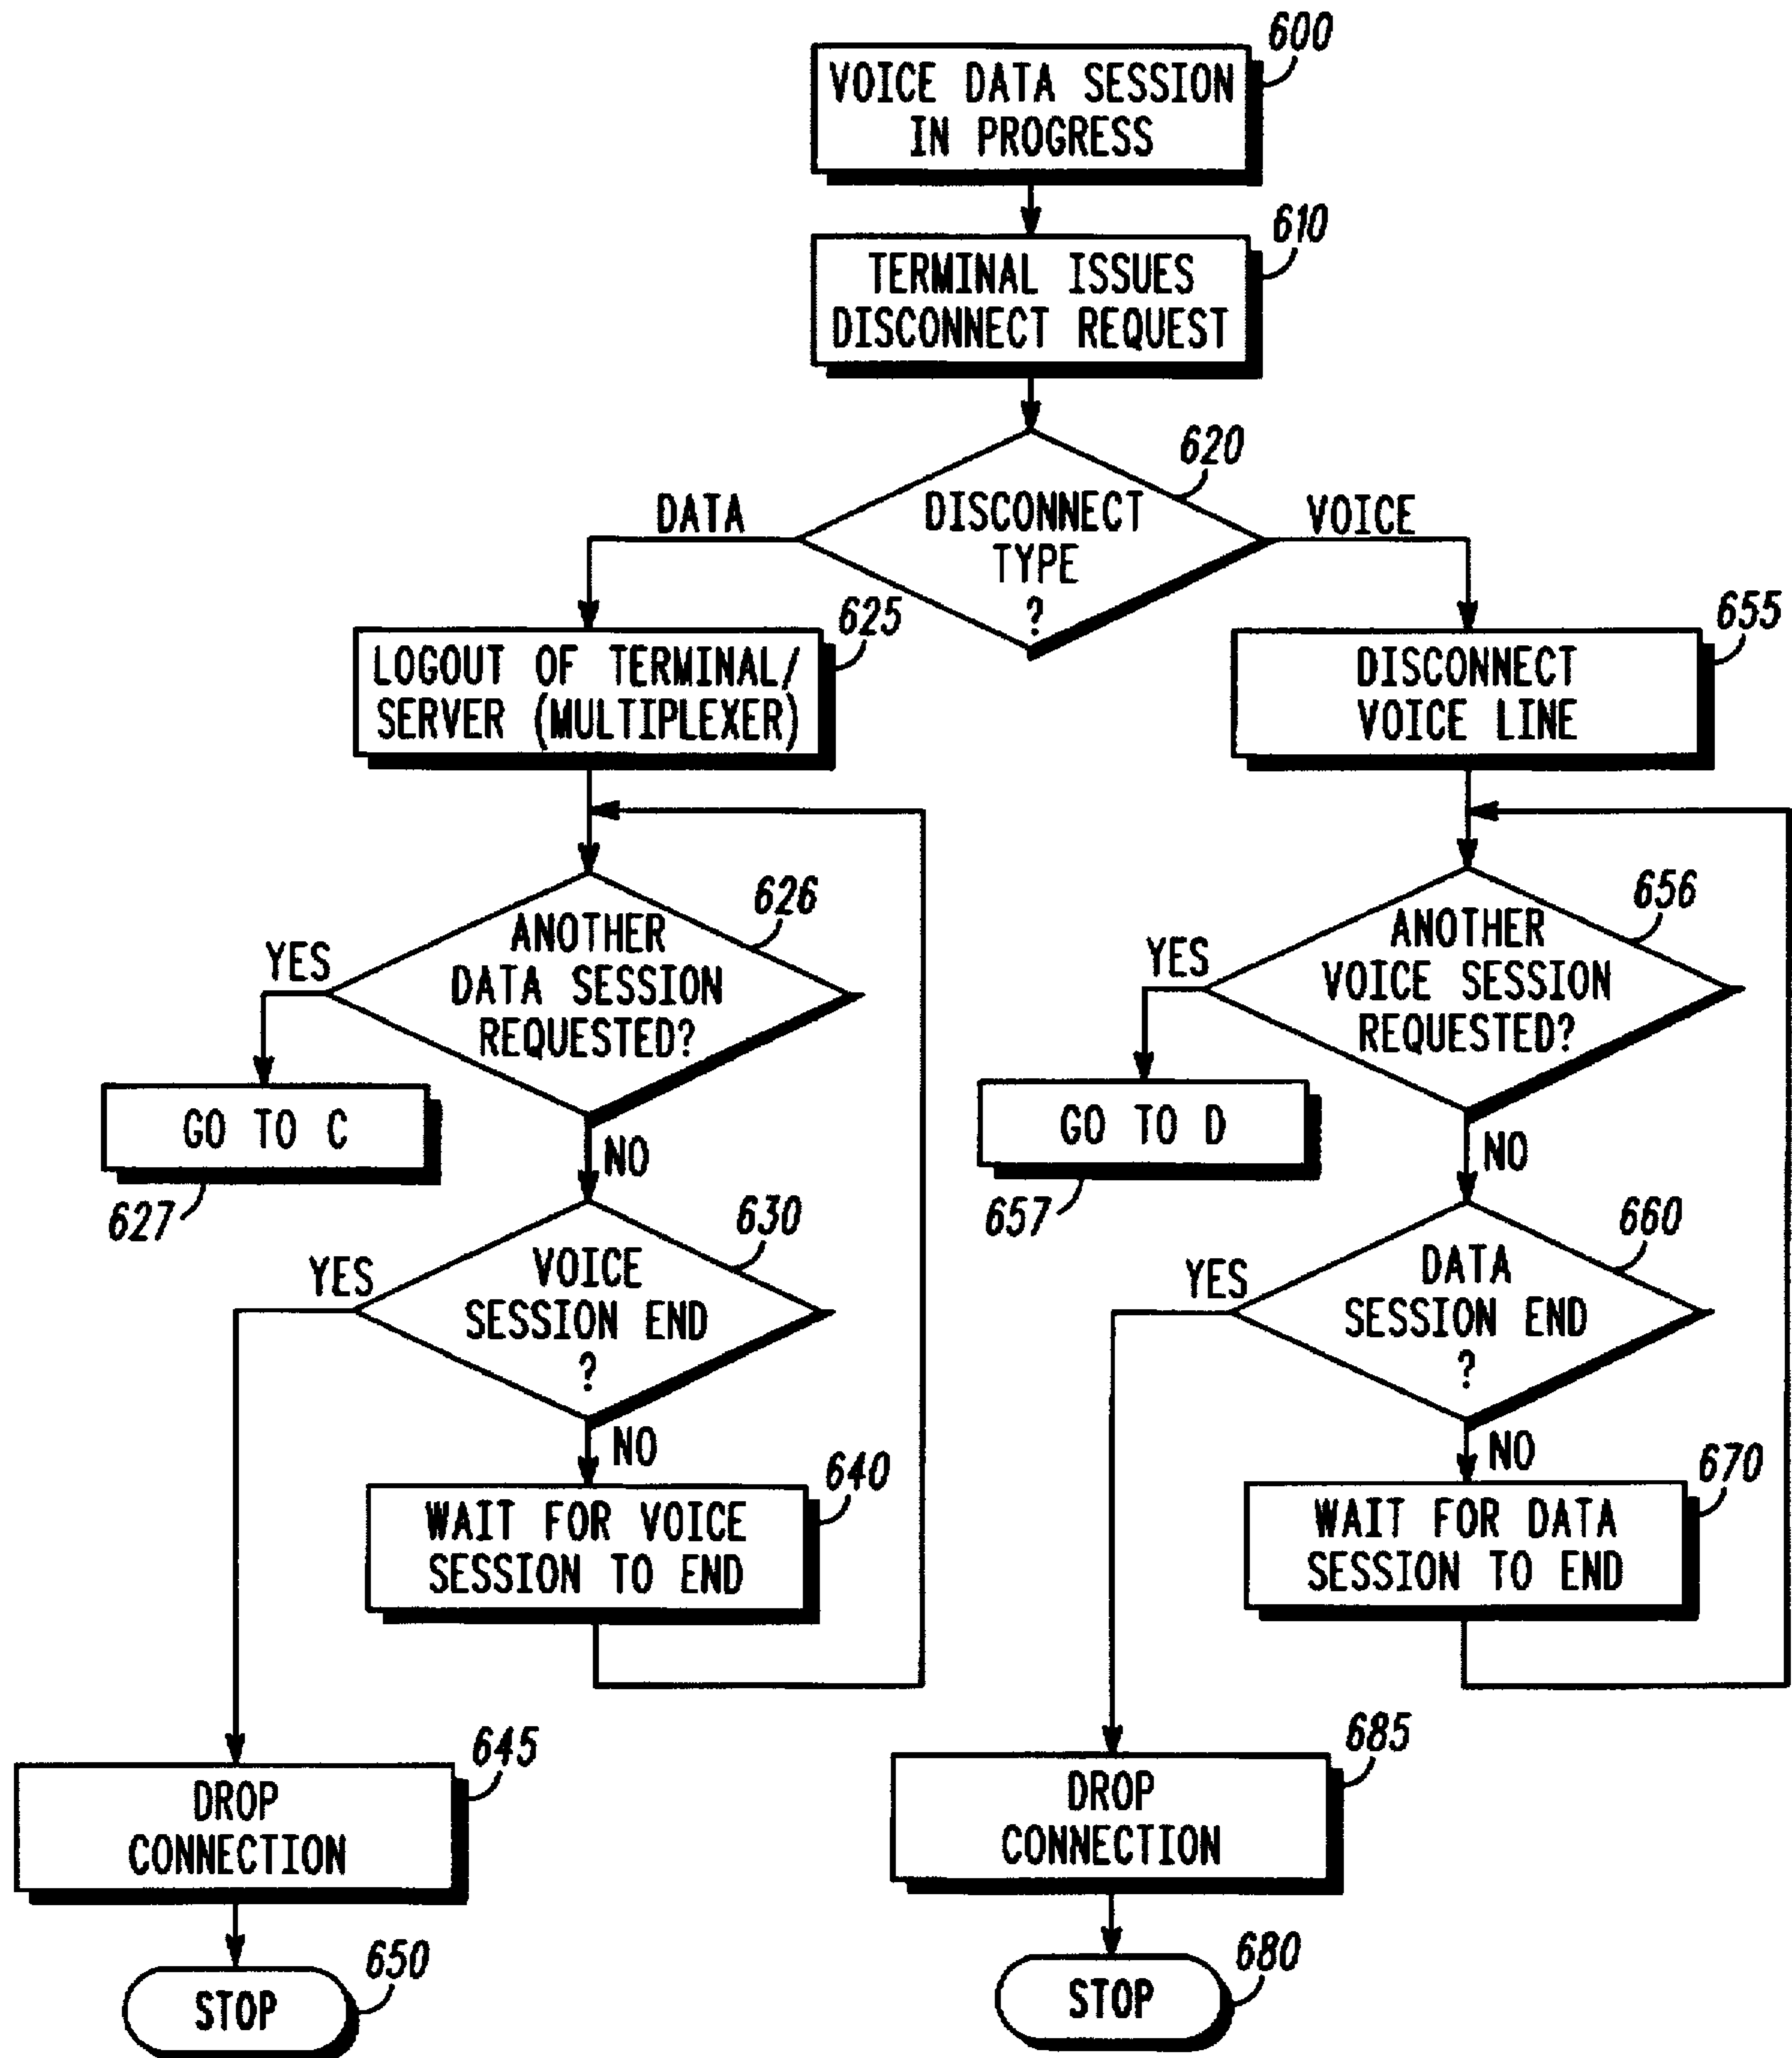 600
VOICE DATA SESSION
IN PROGRESS
610
TERMINAL ISSUES
DISCONNECT REQUEST
620
DISCONNECT
TYPE
?
DATA
VOICE
625
LOGOUT OF TERMINAL/
SERVER (MULTIPLEXER)
655
DISCONNECT
VOICE LINE
626
ANOTHER
DATA SESSION
REQUESTED?
YES
GO TO C
627
NO
656
ANOTHER
VOICE SESSION
REQUESTED?
YES
GO TO D
657
NO
630
VOICE
SESSION END
?
YES
NO
660
DATA
SESSION END
?
YES
NO
640
WAIT FOR VOICE
SESSION TO END
670
WAIT FOR DATA
SESSION TO END
645
DROP
CONNECTION
685
DROP
CONNECTION
650
STOP
680
STOP